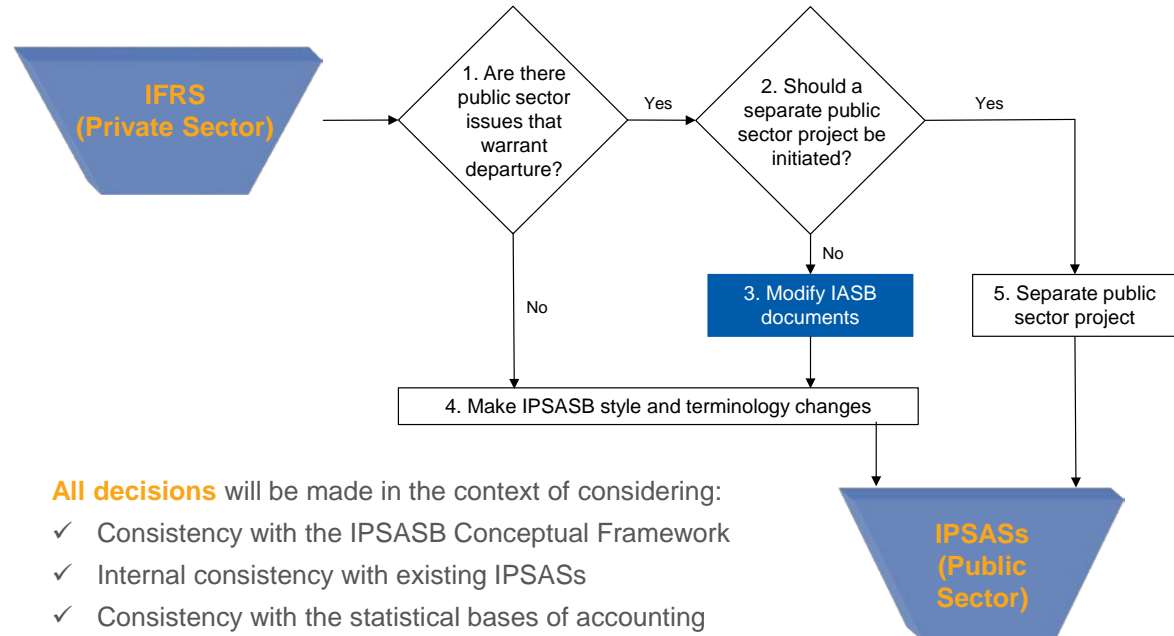 IFRS
(Private Sector)
1. Are there
public sector
issues that
warrant
departure?
Yes
2. Should a
separate public
sector project be
initiated?
Yes
No
No
3. Modify IASB
documents
5. Separate public
sector project
4. Make IPSASB style and terminology changes
All decisions will be made in the context of considering:
✓ Consistency with the IPSASB Conceptual Framework
✓ Internal consistency with existing IPSASs
✓ Consistency with the statistical bases of accounting
IPSASs
(Public
Sector)